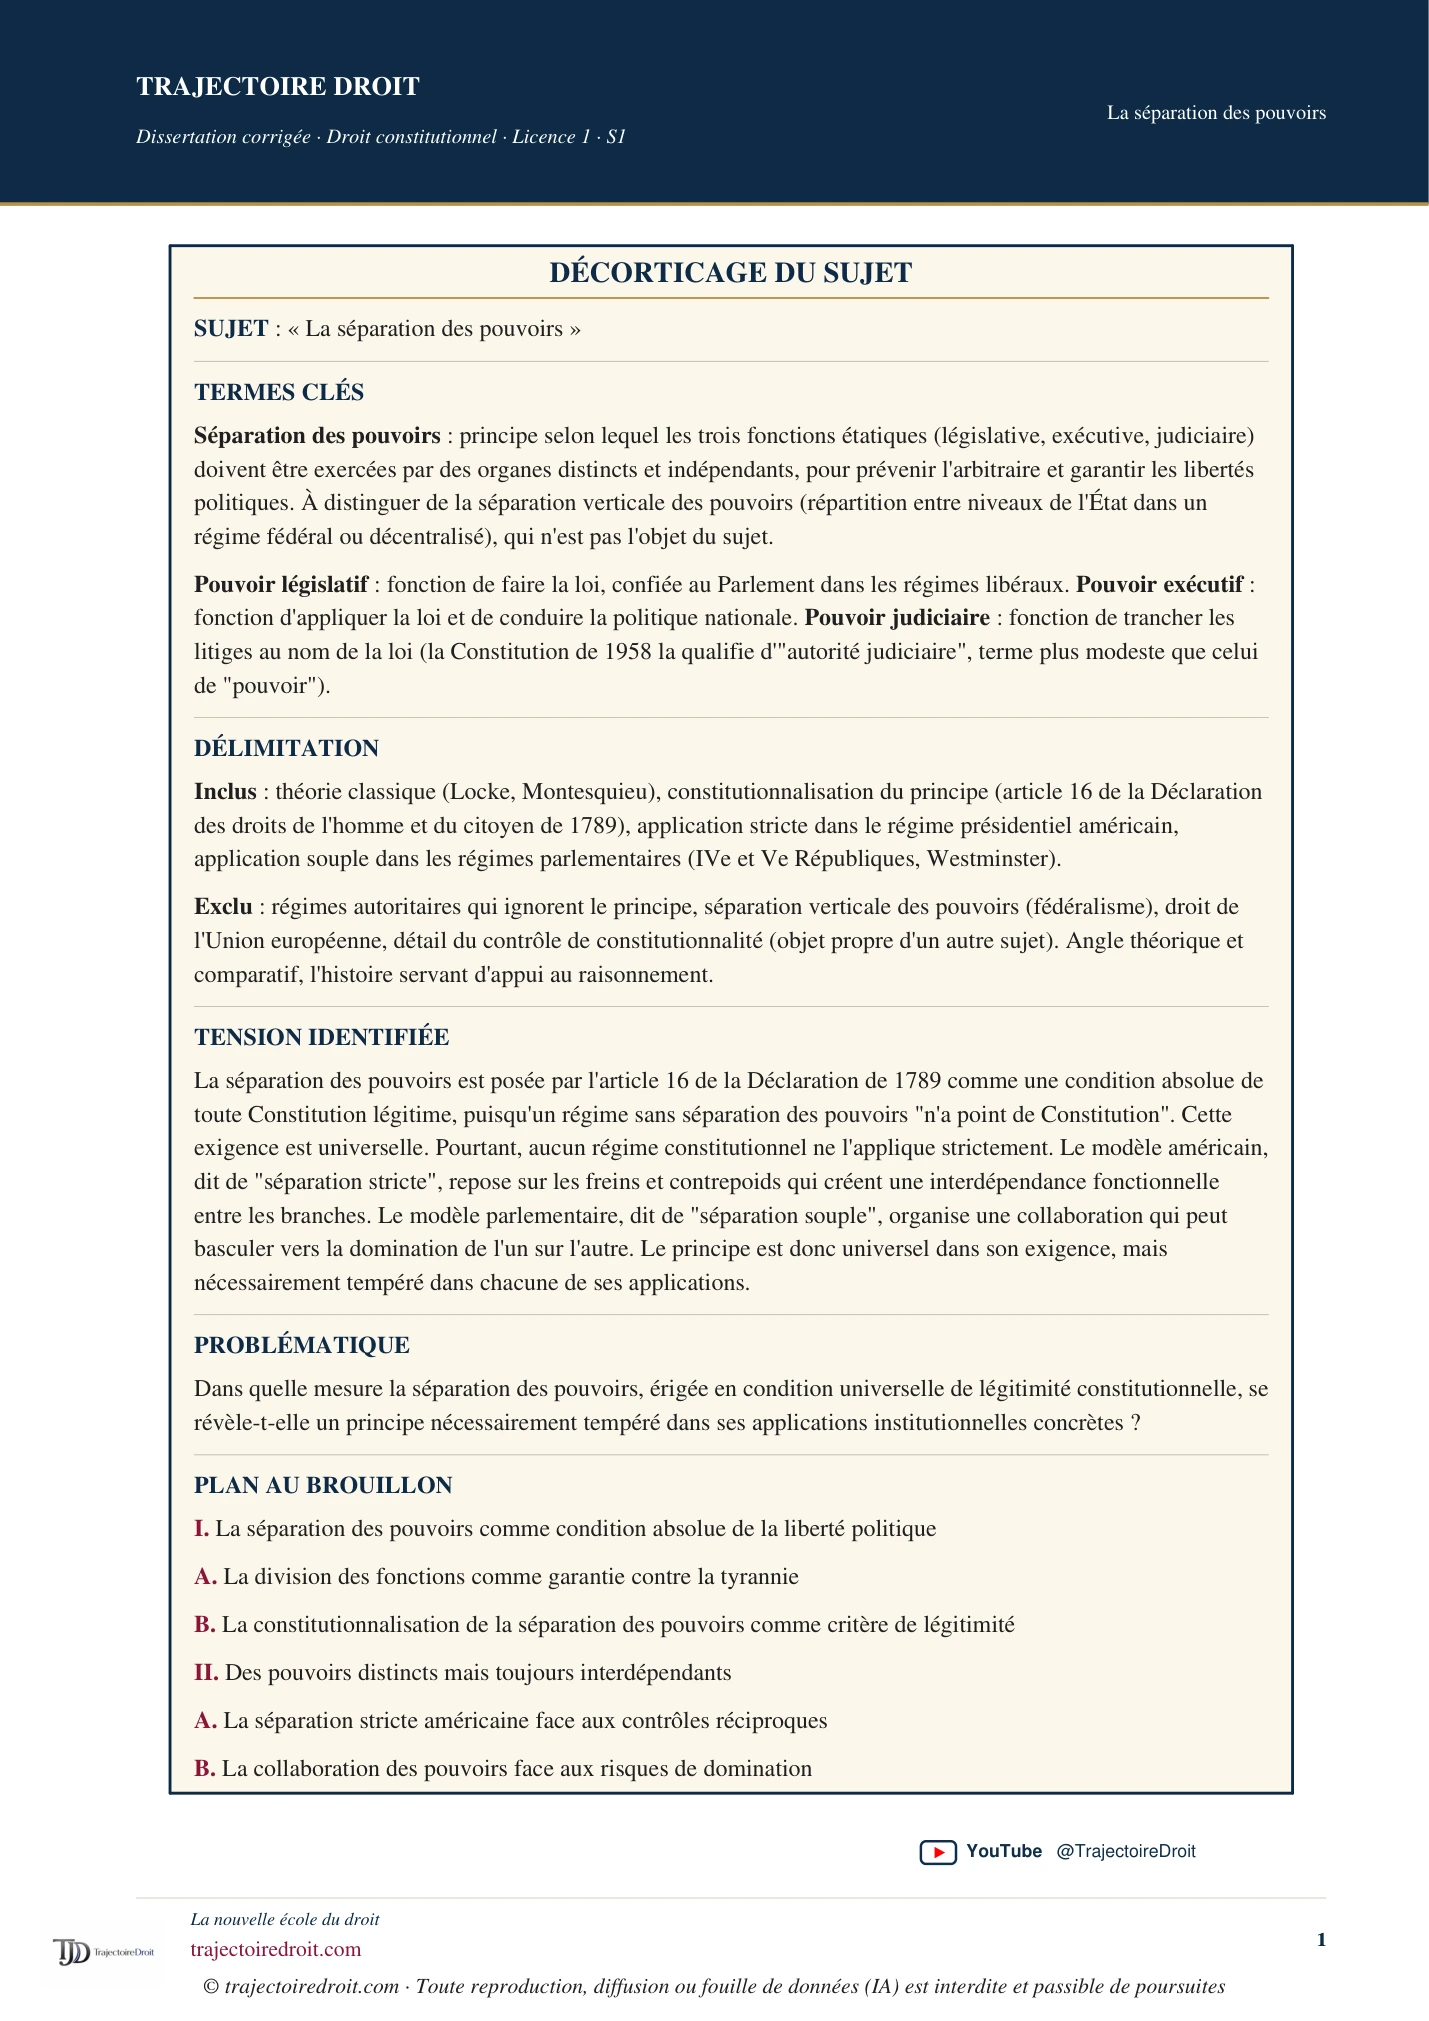 TRAJECTOIRE DROIT
Dissertation corrigée · Droit constitutionnel · Licence 1 · S1
La séparation des pouvoirs
DÉCORTICAGE DU SUJET
SUJET : « La séparation des pouvoirs »
TERMES CLÉS
Séparation des pouvoirs : principe selon lequel les trois fonctions étatiques (législative, exécutive, judiciaire)
doivent être exercées par des organes distincts et indépendants, pour prévenir l'arbitraire et garantir les libertés
politiques. À distinguer de la séparation verticale des pouvoirs (répartition entre niveaux de l'État dans un
régime fédéral ou décentralisé), qui n'est pas l'objet du sujet.
Pouvoir législatif : fonction de faire la loi, confiée au Parlement dans les régimes libéraux. Pouvoir exécutif :
fonction d'appliquer la loi et de conduire la politique nationale. Pouvoir judiciaire : fonction de trancher les
litiges au nom de la loi (la Constitution de 1958 la qualifie d'"autorité judiciaire", terme plus modeste que celui
de "pouvoir").
DÉLIMITATION
Inclus : théorie classique (Locke, Montesquieu), constitutionnalisation du principe (article 16 de la Déclaration
des droits de l'homme et du citoyen de 1789), application stricte dans le régime présidentiel américain,
application souple dans les régimes parlementaires (IVe et Ve Républiques, Westminster).
Exclu : régimes autoritaires qui ignorent le principe, séparation verticale des pouvoirs (fédéralisme), droit de
l'Union européenne, détail du contrôle de constitutionnalité (objet propre d'un autre sujet). Angle théorique et
comparatif, l'histoire servant d'appui au raisonnement.
TENSION IDENTIFIÉE
La séparation des pouvoirs est posée par l'article 16 de la Déclaration de 1789 comme une condition absolue de
toute Constitution légitime, puisqu'un régime sans séparation des pouvoirs "n'a point de Constitution". Cette
exigence est universelle. Pourtant, aucun régime constitutionnel ne l'applique strictement. Le modèle américain,
dit de "séparation stricte", repose sur les freins et contrepoids qui créent une interdépendance fonctionnelle
entre les branches. Le modèle parlementaire, dit de "séparation souple", organise une collaboration qui peut
basculer vers la domination de l'un sur l'autre. Le principe est donc universel dans son exigence, mais
nécessairement tempéré dans chacune de ses applications.
PROBLÉMATIQUE
Dans quelle mesure la séparation des pouvoirs, érigée en condition universelle de légitimité constitutionnelle, se
révèle-t-elle un principe nécessairement tempéré dans ses applications institutionnelles concrètes ?
PLAN AU BROUILLON
I. La séparation des pouvoirs comme condition absolue de la liberté politique
A. La division des fonctions comme garantie contre la tyrannie
B. La constitutionnalisation de la séparation des pouvoirs comme critère de légitimité
II. Des pouvoirs distincts mais toujours interdépendants
A. La séparation stricte américaine face aux contrôles réciproques
B. La collaboration des pouvoirs face aux risques de domination
YouTube @TrajectoireDroit
La nouvelle école du droit
TJD TrajectoireDroit
trajectoiredroit.com
1
© trajectoiredroit.com · Toute reproduction, diffusion ou fouille de données (IA) est interdite et passible de poursuites